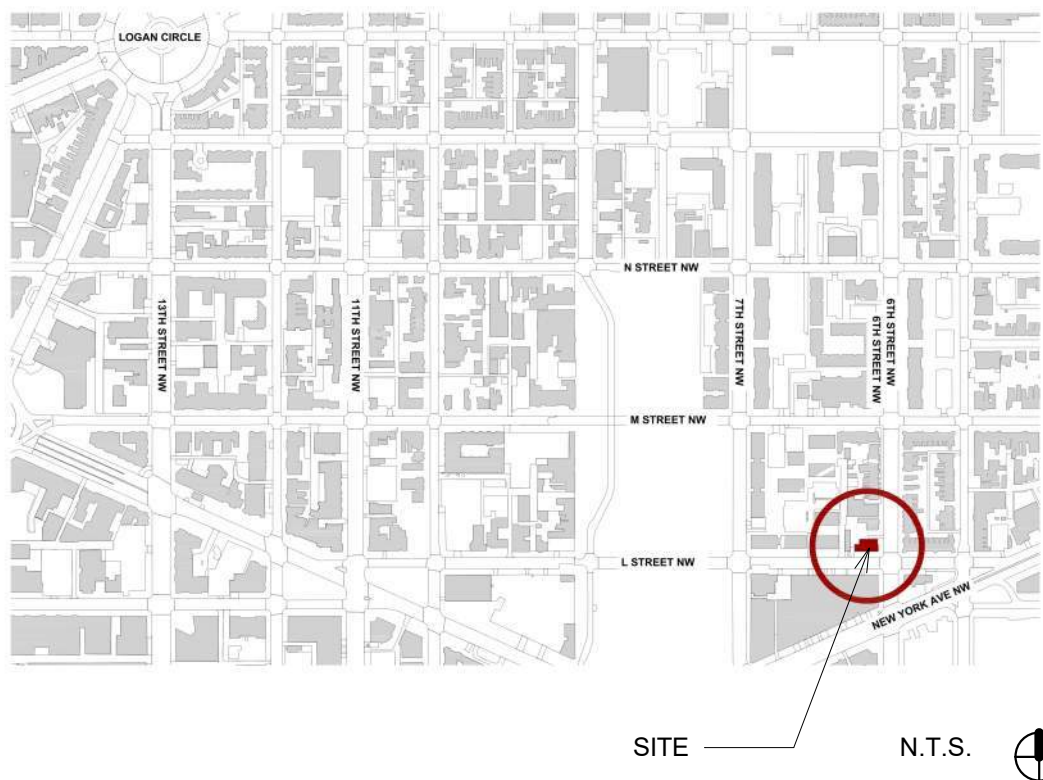 LOGAN CIRCLE
N STREET NW
13TH STREET NW
11TH STREET NW
7TH STREET NW
6TH STREET NW
6TH STREET NW
M STREET NW
L STREET NW
NEW YORK AVE NW
SITE
N.T.S.